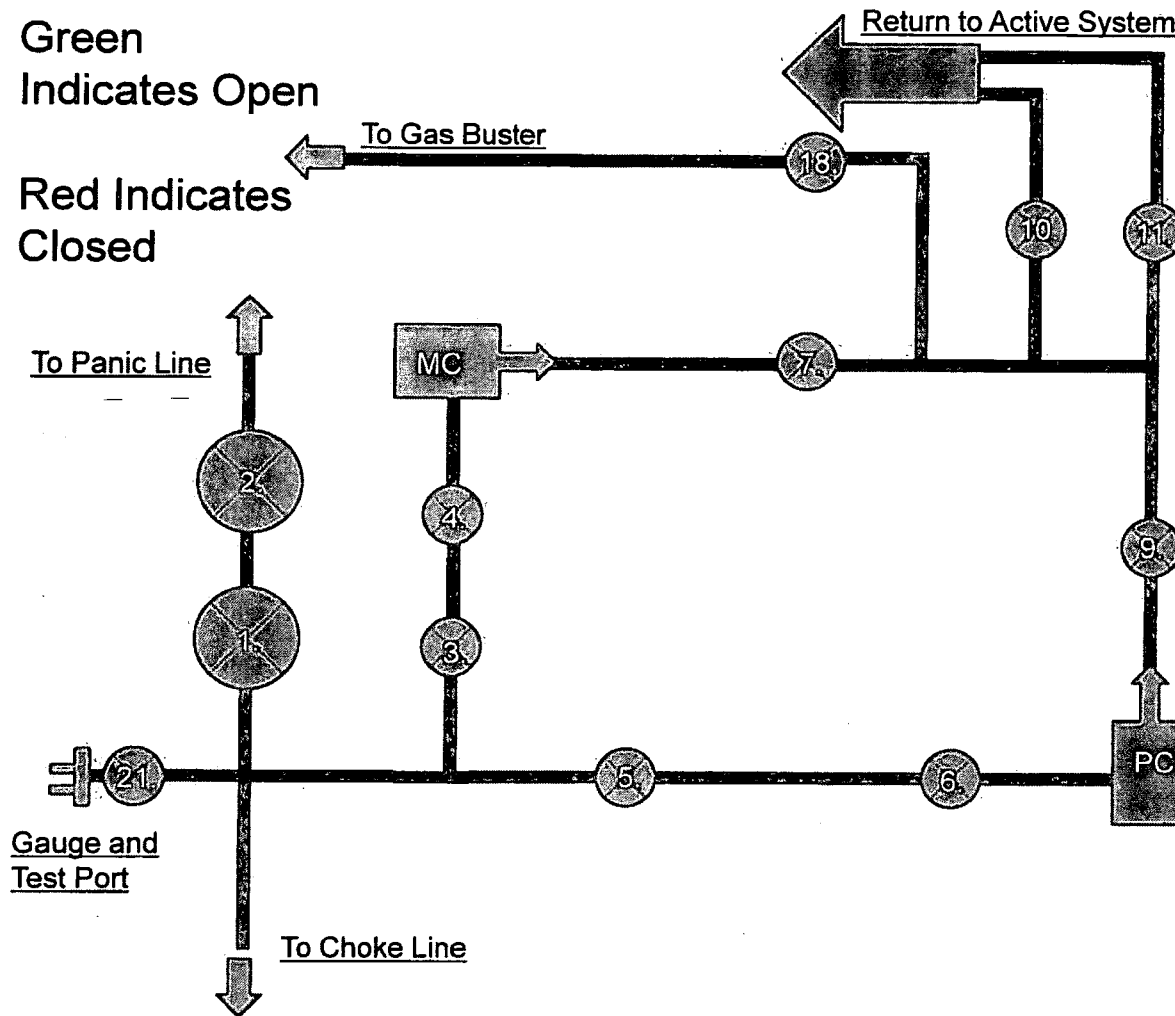 Green
Indicates Open
Return to Active System
To Gas Buster
18.
Red Indicates
Closed
10.
11.
To Panic Line
MC
7.
2.
4.
9.
1.
3.
PC
21.
5.
6.
Gauge and
Test Port
To Choke Line